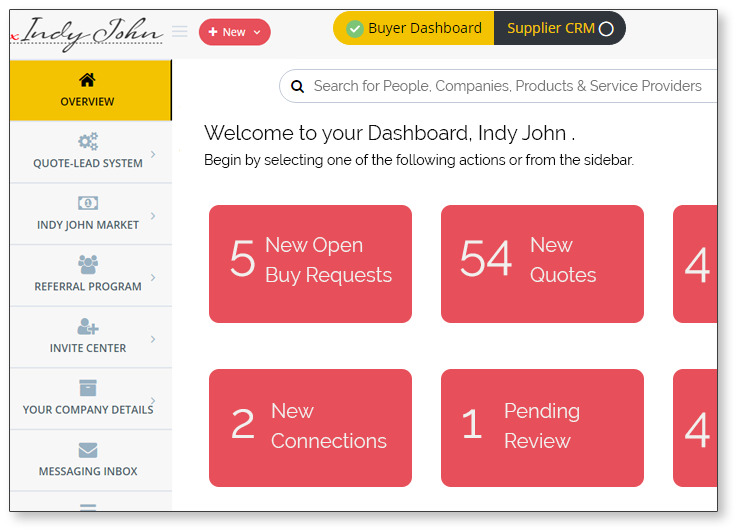 x Indy John
New
Buyer Dashboard
Supplier CRM
OVERVIEW
QUOTE-LEAD SYSTEM
INDY JOHN MARKET
REFERRAL PROGRAM
INVITE CENTER
YOUR COMPANY DETAILS
MESSAGING INBOX
Search for People, Companies, Products & Service Providers
Welcome to your Dashboard, Indy John .
Begin by selecting one of the following actions or from the sidebar.
5 New Open
Buy Requests
54 New
Quotes
4
2 New
Connections
1 Pending
Review
4